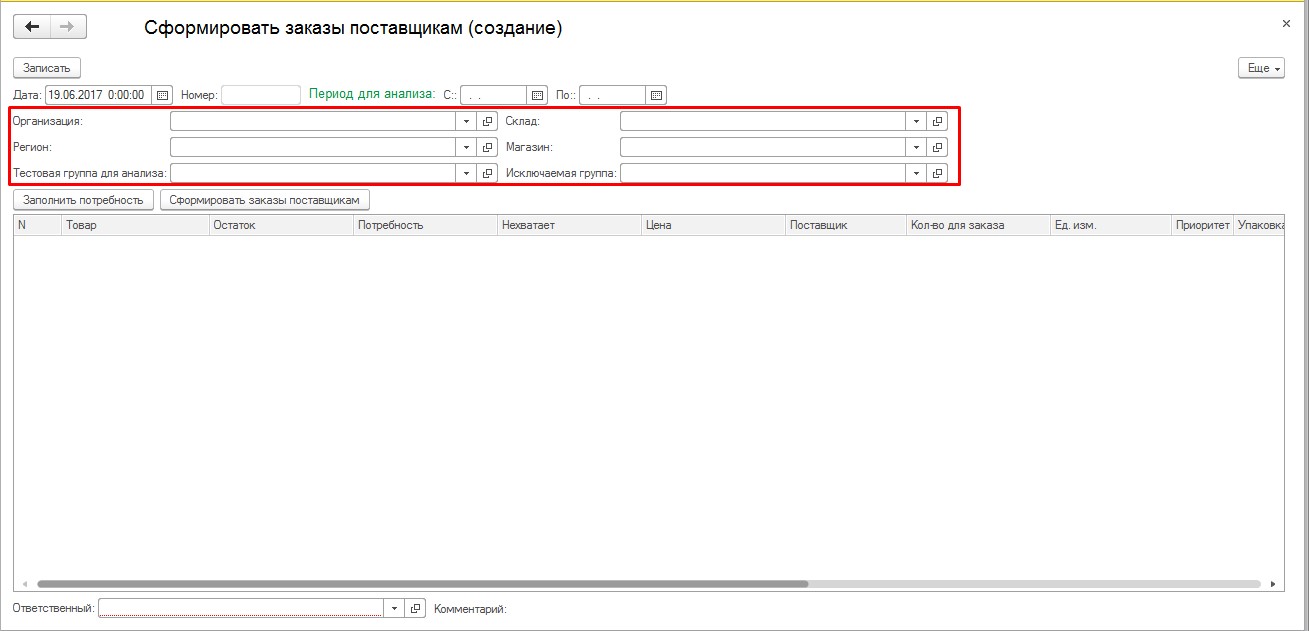 Сформировать заказы поставщикам (создание)
Записать Еще
Дата: 19.06.2017 0:00:00 Номер: Период для анализа: С:: . . По:: . .
Организация: Склад:
Регион: Магазин:
Тестовая группа для анализа: Исключаемая группа:
Заполнить потребность Сформировать заказы поставщикам
N Товар Остаток Потребность Нехватает Цена Поставщик Кол-во для заказа Ед. изм. Приоритет Упаковка
Ответственный: Комментарий: